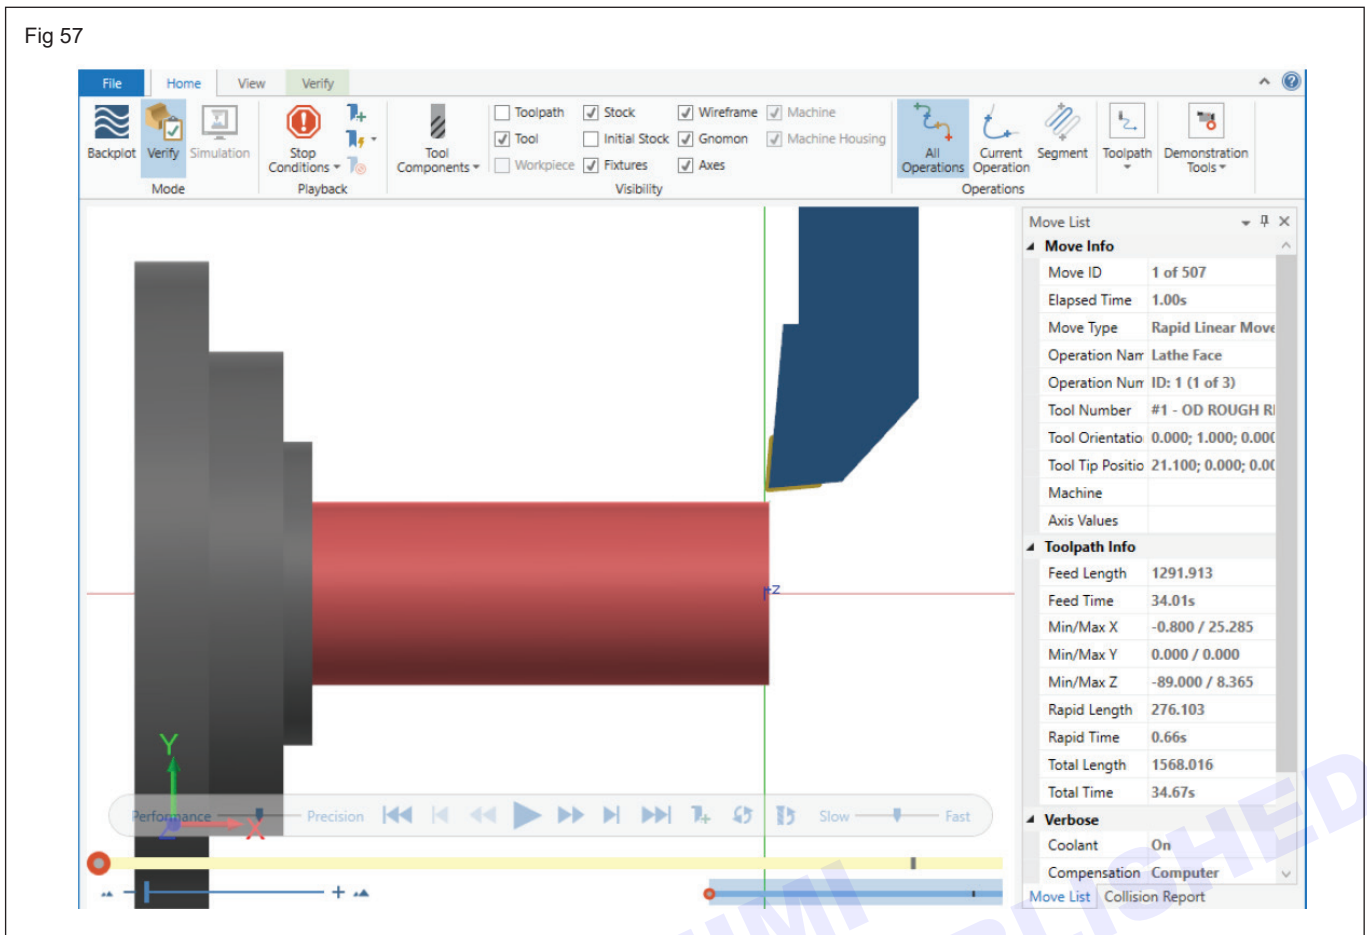 Fig 57
File Home View Verify
Toolpath Stock Wireframe Machine
Tool Initial Stock Gnomon Machine Housing
Workpiece Fixtures Axes
Backplot Verify Simulation
Stop Conditions
Tool Components
All Operations
Current Operation
Segment Toolpath
Demonstration Tools
Mode Playback Visibility Operations
Move List
Move Info
Move ID 1 of 507
Elapsed Time 1.00s
Move Type Rapid Linear Move
Operation Nam Lathe Face
Operation Num ID: 1 (1 of 3)
Tool Number #1 - OD ROUGH RI
Tool Orientatio 0.000; 1.000; 0.000
Tool Tip Positio 21.100; 0.000; 0.00
Machine
Axis Values
Toolpath Info
Feed Length 1291.913
Feed Time 34.01s
Min/Max X -0.800 / 25.285
Min/Max Y 0.000 / 0.000
Min/Max Z -89.000 / 8.365
Rapid Length 276.103
Rapid Time 0.66s
Total Length 1568.016
Total Time 34.67s
Verbose
Coolant On
Compensation Computer
Move List Collision Report
Z
Y
Z X
Performance Precision Slow Fast